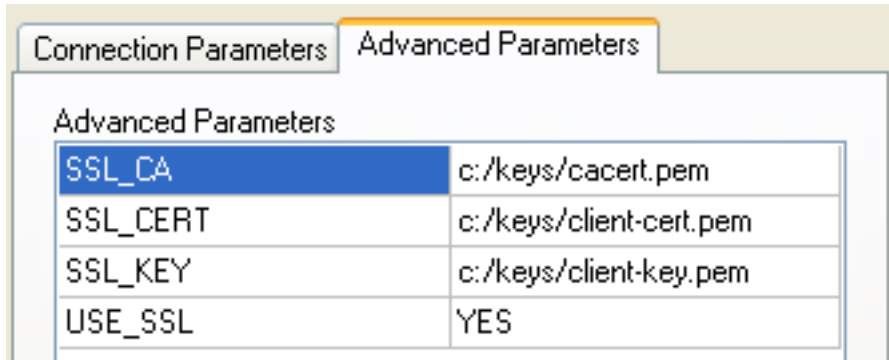 Connection Parameters Advanced Parameters
Advanced Parameters
SSL_CA c:/keys/cacert.pem
SSL_CERT c:/keys/client-cert.pem
SSL_KEY c:/keys/client-key.pem
USE_SSL YES